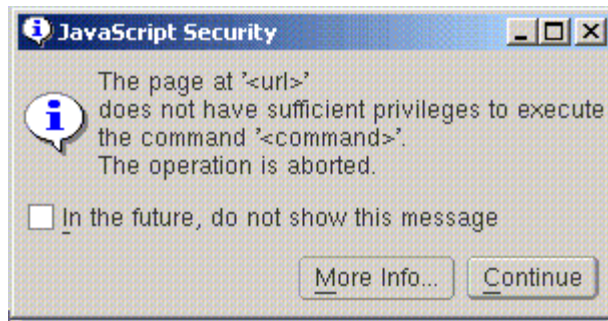 JavaScript Security
The page at '<url>'
does not have sufficient privileges to execute
the command '<command>'.
The operation is aborted.
In the future, do not show this message
More Info... Continue